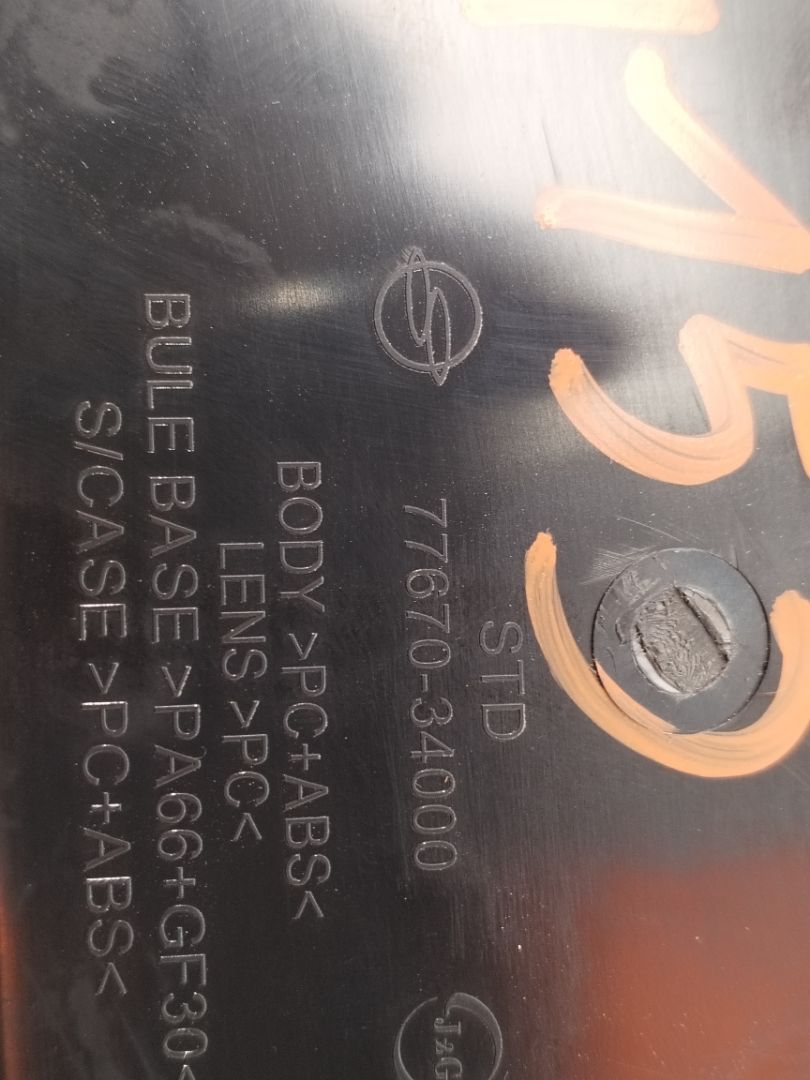 STD
77670-34000
BODY >PC+ABS<
LENS >PC<
BULE BASE >PA66+GF30<
S/CASE >PC+ABS<